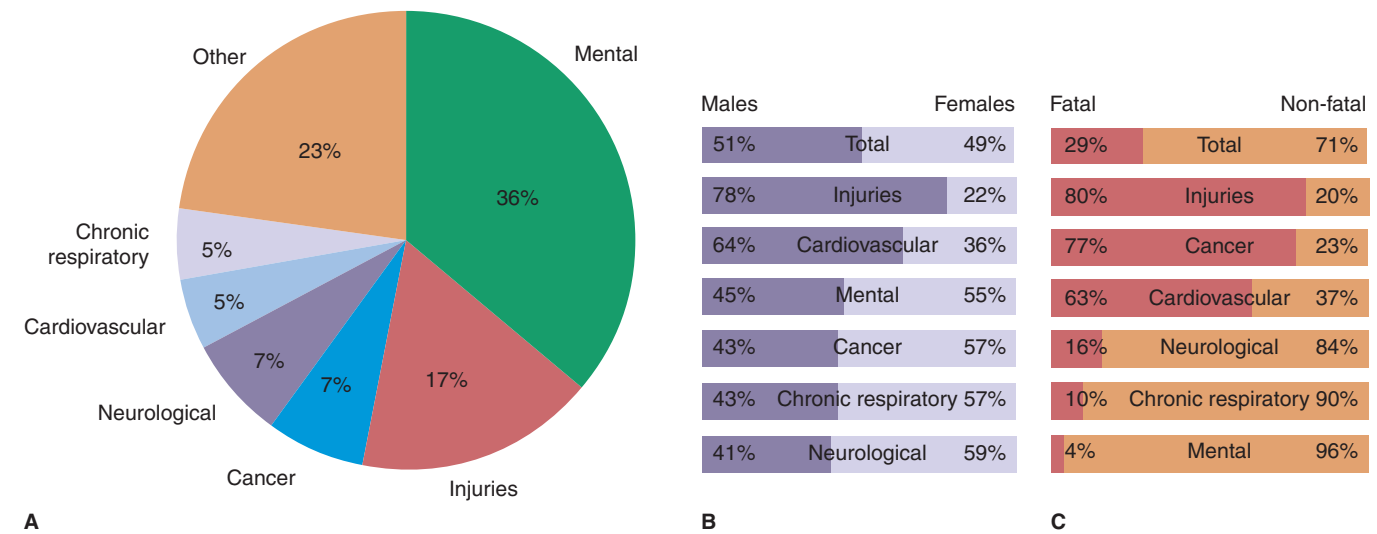 Other
Mental
23%
36%
Chronic
respiratory
5%
5%
Cardiovascular
7%
7%
17%
Neurological
Cancer
Injuries
A
Males Females
51% Total 49%
78% Injuries 22%
64% Cardiovascular 36%
45% Mental 55%
43% Cancer 57%
43% Chronic respiratory 57%
41% Neurological 59%
B
Fatal Non-fatal
29% Total 71%
80% Injuries 20%
77% Cancer 23%
63% Cardiovascular 37%
16% Neurological 84%
10% Chronic respiratory 90%
4% Mental 96%
C